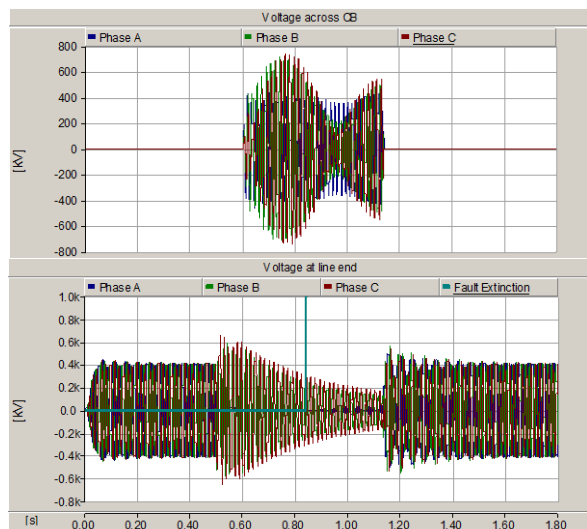 Voltage across CB
Phase A Phase B Phase C
800
600
400
200
0
-200
-400
-600
-800
[kV]
Voltage at line end
Phase A Phase B Phase C Fault Extinction
1.0k
0.8k
0.6k
0.4k
0.2k
0.0
-0.2k
-0.4k
-0.6k
-0.8k
[kV]
[s] 0.00 0.20 0.40 0.60 0.80 1.00 1.20 1.40 1.60 1.80